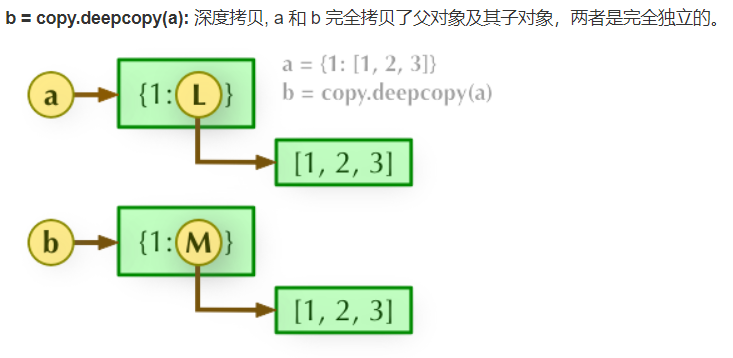 b = copy.deepcopy(a): 深度拷贝, a 和 b 完全拷贝了父对象及其子对象，两者是完全独立的。
a = {1: [1, 2, 3]}
a {1: L }
b = copy.deepcopy(a)
[1, 2, 3]
b {1: M }
[1, 2, 3]